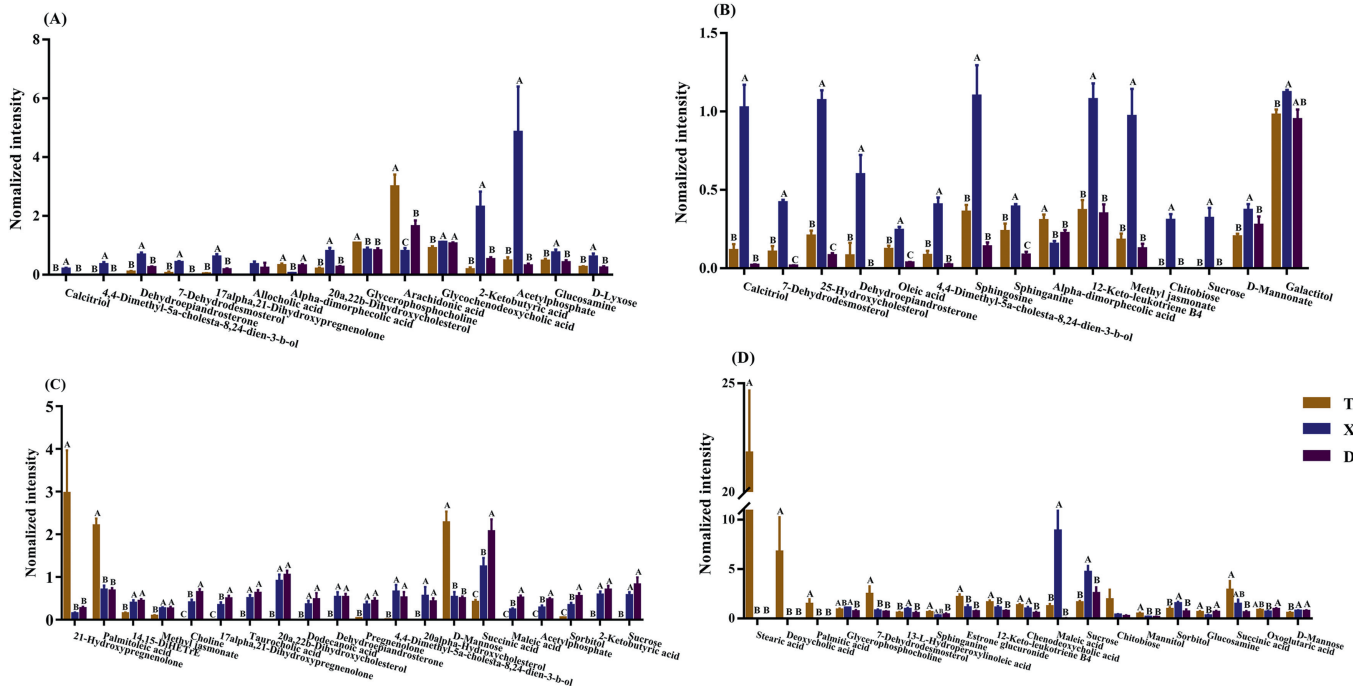 (A)
Nomalized intensity
8
6
4
2
0
B A B
B A B
B A B
B A B
B A B
A B A
B A B
A B B
A C B
B A A
B A B
B A B
B A B
B A B
Calcitriol
4,4-Dimethyl-5a-cholesta-8,24-dien-3-b-ol
Dehydroepiandrosterone
7-Dehydrodesmosterol
17alpha,21-Dihydroxypregnenolone
Allocholic acid
Alpha-dimorphecolic acid
20a,22b-Dihydroxycholesterol
Glycerophosphocholine
Arachidonic acid
Glycochenodeoxycholic acid
2-Ketobutyric acid
Acetylphosphate
Glucosamine
D-Lyxose
(B)
Nomalized intensity
1.5
1.0
0.5
0.0
B A B
B A C
B A C
B A B
B A C
B A B
B A B
B A C
A B B
B A B
B A B
B A B
B A B
B A B
B A AB
Calcitriol
7-Dehydrodesmosterol
25-Hydroxycholesterol
Dehydroepiandrosterone
Oleic acid
4,4-Dimethyl-5a-cholesta-8,24-dien-3-b-ol
Sphingosine
Sphinganine
Alpha-dimorphecolic acid
12-Keto-leukotriene B4
Methyl jasmonate
Chitobiose
Sucrose
D-Mannonate
Galactitol
(C)
Nomalized intensity
5
4
3
2
1
0
A B B
A B B
B A A
B A A
C B A
B A A
B A A
B A A
B A A
B A A
B A A
B A A
B A A
A B B
C B A
C B A
C B A
C B A
B A A
B A A
21-Hydroxypregnenolone
Palmitoleic acid
14,15-DiHETrE
Methyl jasmonate
Choline
17alpha,21-Dihydroxypregnenolone
Taurocholic acid
20a,22b-Dihydroxycholesterol
Dodecanoic acid
Dehydroepiandrosterone
Pregnenolone
4,4-Dimethyl-5a-cholesta-8,24-dien-3-b-ol
20alpha-Hydroxycholesterol
D-Mannose
Succinic acid
Maleic acid
Acetylphosphate
Sorbitol
2-Ketobutyric acid
Sucrose
(D)
Nomalized intensity
25
20
10
5
0
Stearic acid
Deoxycholic acid
Palmitic acid
Glycerophosphocholine
7-Dehydrodesmosterol
13-L-Hydroperoxylinoleic acid
Sphinganine
Estrone glucuronide
12-Keto-leukotriene B4
Chenodeoxycholic acid
Maleic acid
Sucrose
Chitobiose
Mannitol
Sorbitol
Glucosamine
Succinic acid
Oxoglutaric acid
D-Mannose
T
X
D